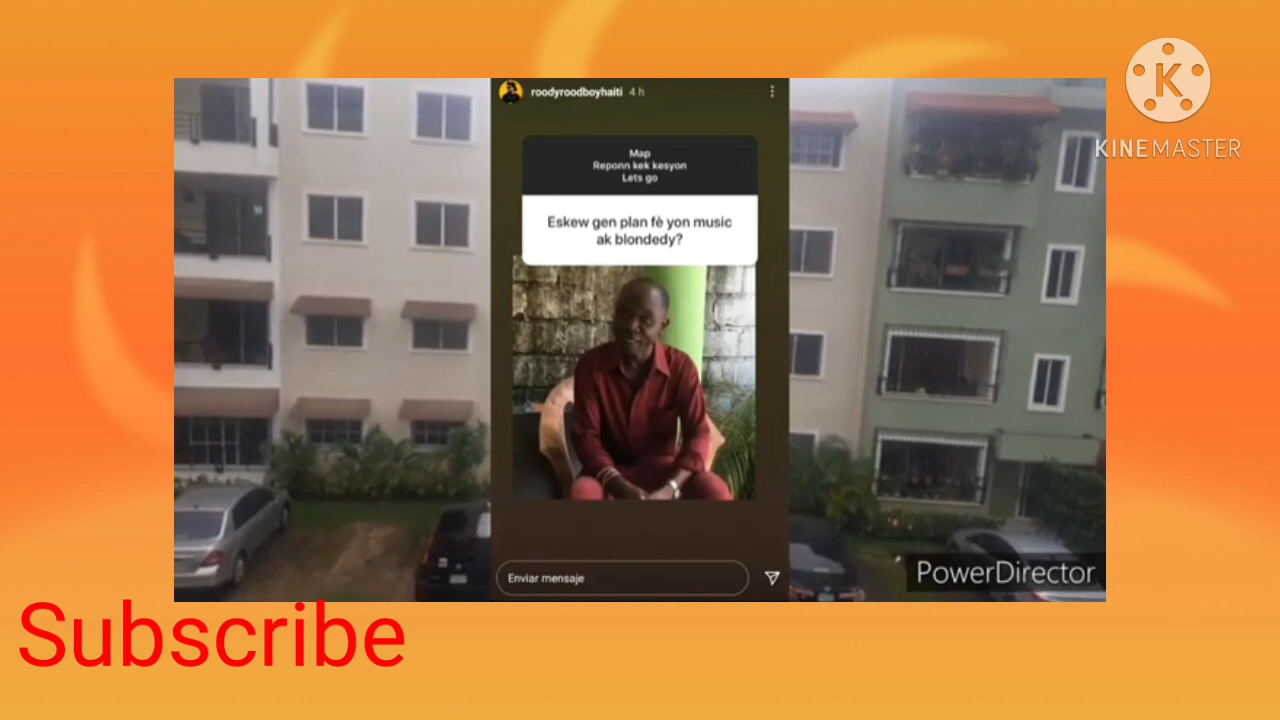 roodyroodboyhaiti 4 h
Map
Reponn kek kesyon
Lets go
Eskew gen plan fè yon music
ak blondedy?
Enviar mensaje
K
KINEMASTER
PowerDirector
Subscribe